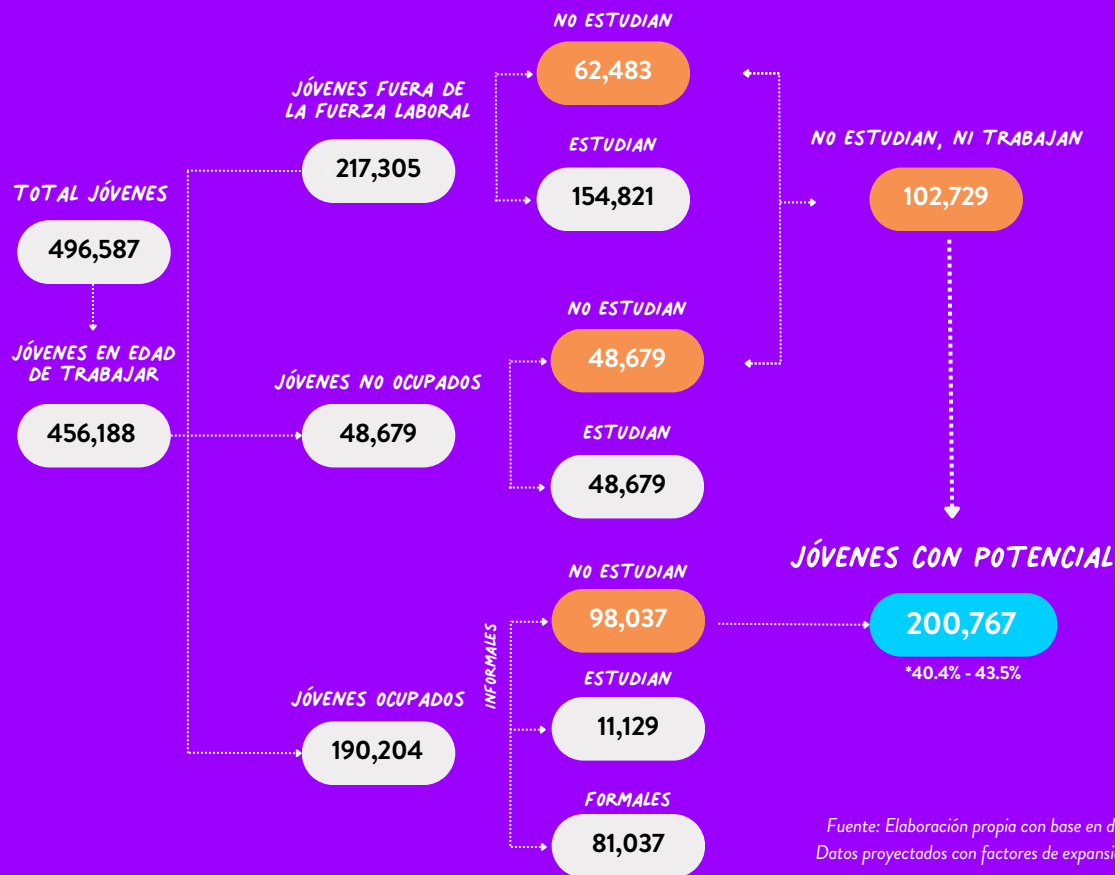 TOTAL JÓVENES
496,587
JÓVENES EN EDAD
DE TRABAJAR
456,188
JÓVENES FUERA DE
LA FUERZA LABORAL
217,305
NO ESTUDIAN
62,483
ESTUDIAN
154,821
JÓVENES NO OCUPADOS
48,679
NO ESTUDIAN
48,679
ESTUDIAN
48,679
JÓVENES OCUPADOS
190,204
INFORMALES
NO ESTUDIAN
98,037
ESTUDIAN
11,129
FORMALES
81,037
NO ESTUDIAN, NI TRABAJAN
102,729
JÓVENES CON POTENCIAL
200,767
*40.4% - 43.5%
Fuente: Elaboración propia con base en
Datos proyectados con factores de